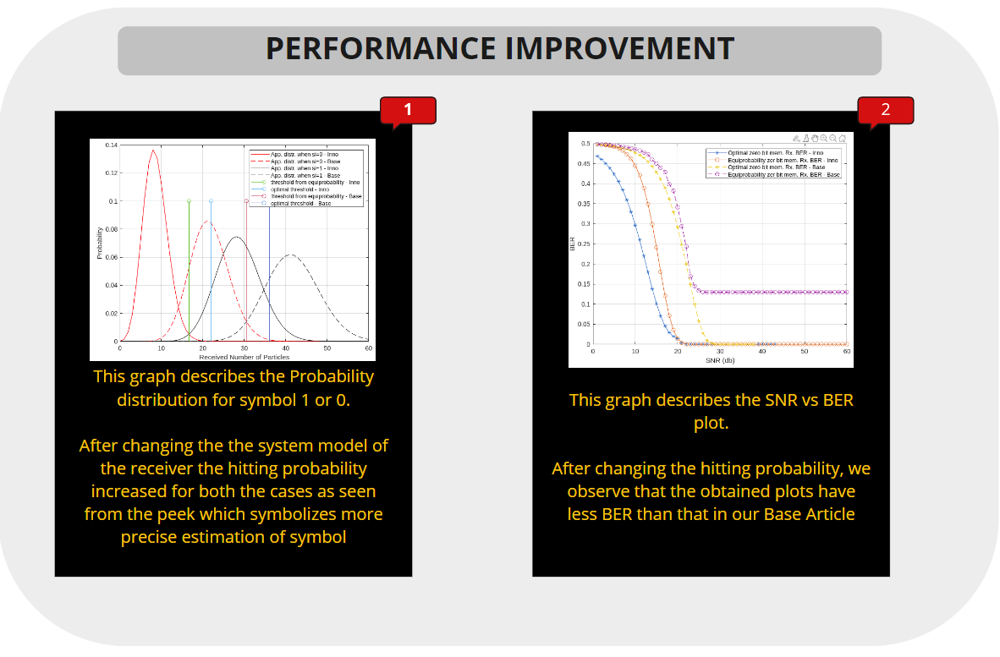 PERFORMANCE IMPROVEMENT
1
0.14
0.12
0.1
0.08
0.06
0.04
0.02
0
Probability
App. distr. when si=0 - Inno
App. distr. when si=0 - Base
App. distr. when si=1 - Inno
App. distr. when si=1 - Base
threshold from equiprobability - Inno
optimal threshold - Inno
threshold from equiprobability - Base
optimal threshold - Base
0 10 20 30 40 50 60
Received Number of Particles
This graph describes the Probability
distribution for symbol 1 or 0.
After changing the the system model of
the receiver the hitting probability
increased for both the cases as seen
from the peek which symbolizes more
precise estimation of symbol
2
0.5
0.45
0.4
0.35
0.3
0.25
0.2
0.15
0.1
0.05
0
BER
Optimal zero bit mem. Rx. BER - Inno
Equiprobability zer bit mem. Rx. BER - Inno
Optimal zero bit mem. Rx. BER - Base
Equiprobability zer bit mem. Rx. BER - Base
0 10 20 30 40 50 60
SNR (db)
This graph describes the SNR vs BER
plot.
After changing the hitting probability, we
observe that the obtained plots have
less BER than that in our Base Article